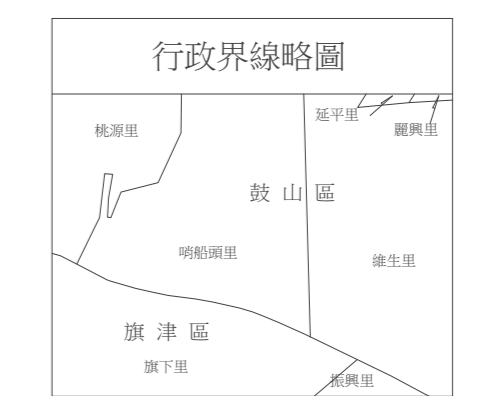 行政界線略圖
延平里
桃源里
麗興里
鼓山區
哨船頭里
維生里
旗津區
旗下里
振興里